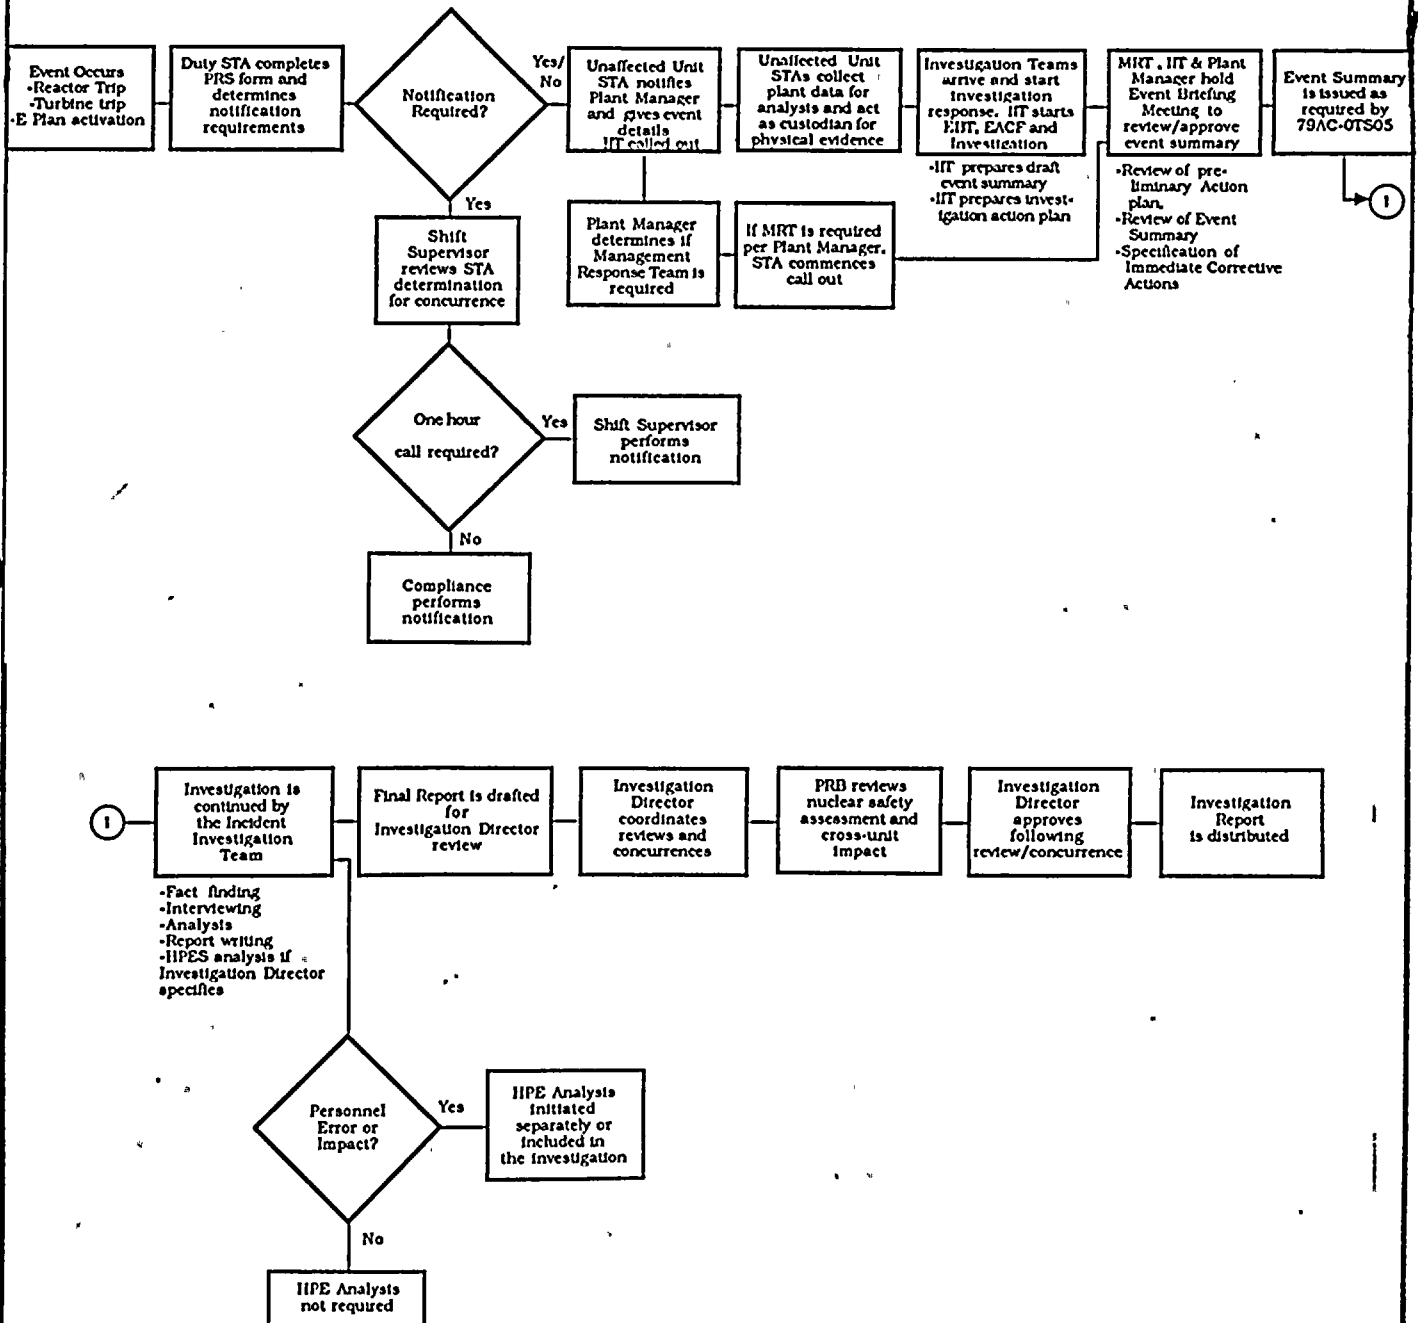 Event Occurs
•Reactor Trip
•Turbine trip
•E Plan activation
Duty STA completes
PRS form and
determines
notification
requirements
Notification
Required?
Yes/
No
Unaffected Unit
STA notifies
Plant Manager
and gives event
details
IIT called out
Unaffected Unit
STAs collect
plant data for
analysis and act
as custodian for
physical evidence
Investigation Teams
arrive and start
investigation
response. IIT starts
EACF and
Investigation
•IIT prepares draft
event summary
•IIT prepares invest-
igation action plan
MRT, IIT & Plant
Manager hold
Event Briefing
Meeting to
review/approve
event summary
•Review of pre-
liminary Action
plan.
•Review of Event
Summary
•Specification of
Immediate Corrective
Actions
Event Summary
is issued as
required by
79AC-0TS05
1
Yes
Shift
Supervisor
reviews STA
determination
for concurrence
Plant Manager
determines if
Management
Response Team is
required
If MRT is required
per Plant Manager,
STA commences
call out
One hour
call required?
Yes
Shift Supervisor
performs
notification
No
Compliance
performs
notification
1
Investigation is
continued by
the Incident
Investigation
Team
•Fact finding
•Interviewing
•Analysis
•Report writing
•HPES analysis if
Investigation Director
specifies
Final Report is drafted
for
Investigation Director
review
Investigation
Director
coordinates
reviews and
concurrences
PRB reviews
nuclear safety
assessment and
cross-unit
impact
Investigation
Director
approves
following
review/concurrence
Investigation
Report
is distributed
Personnel
Error or
Impact?
Yes
HPE Analysis
initiated
separately or
included in
the investigation
No
HPE Analysis
not required